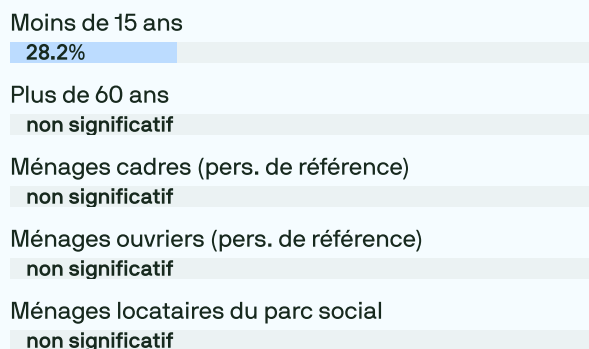 Moins de 15 ans
28.2%
Plus de 60 ans
non significatif
Ménages cadres (pers. de référence)
non significatif
Ménages ouvriers (pers. de référence)
non significatif
Ménages locataires du parc social
non significatif